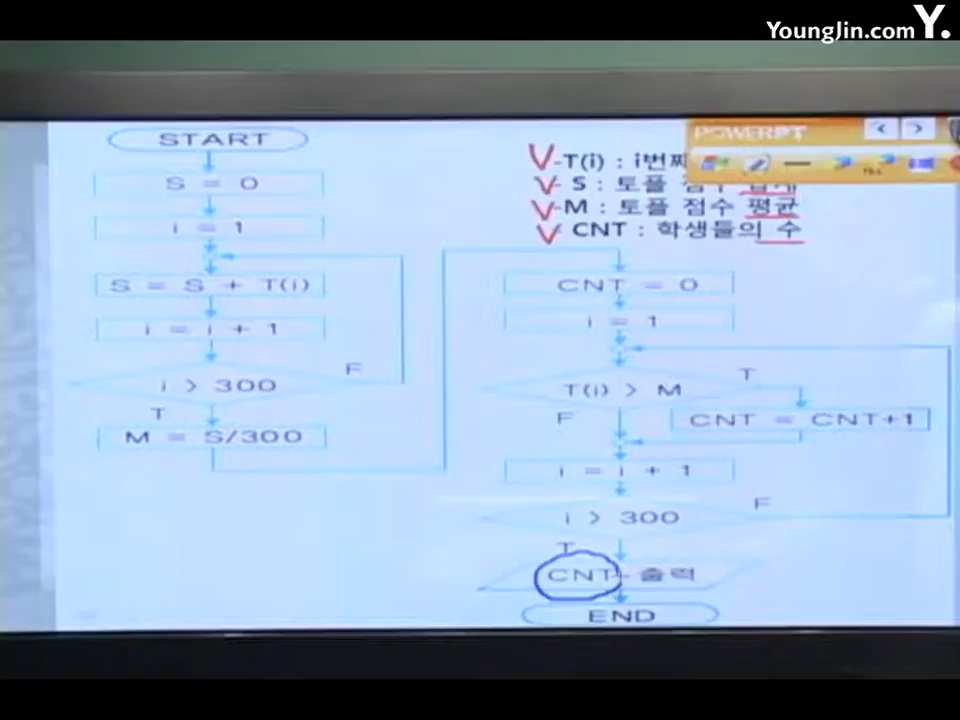 YoungJin.com Y.
START
S = 0
i = 1
S = S + T(i)
i = i + 1
i > 300
F
T
M = S/300
POWERPT
V-T(i) : i번째
V- S : 토플 점수
V-M : 토플 점수 평균
V- CNT : 학생들의 수
CNT = 0
i = 1
T(i) > M
T
F
CNT = CNT+1
i = i + 1
i > 300
F
T
CNT 출력
END